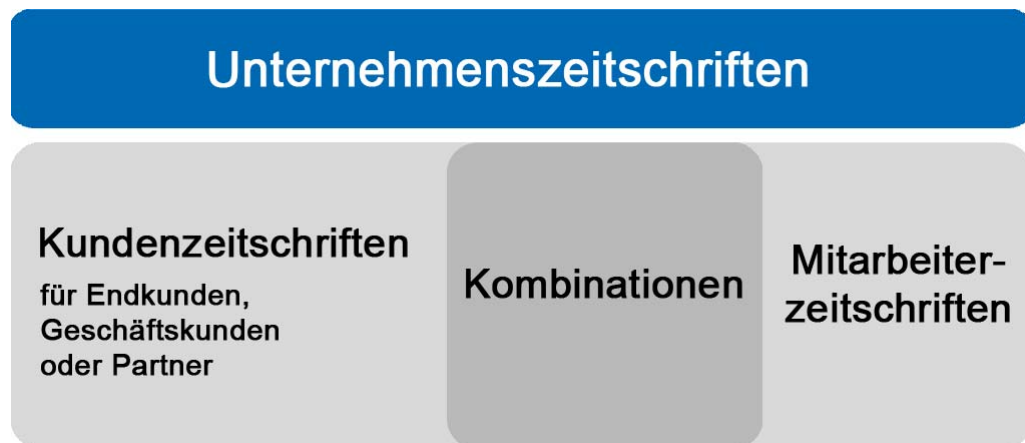 Unternehmenszeitschriften
Kundenzeitschriften
für Endkunden,
Geschäftskunden
oder Partner
Kombinationen
Mitarbeiter-
zeitschriften